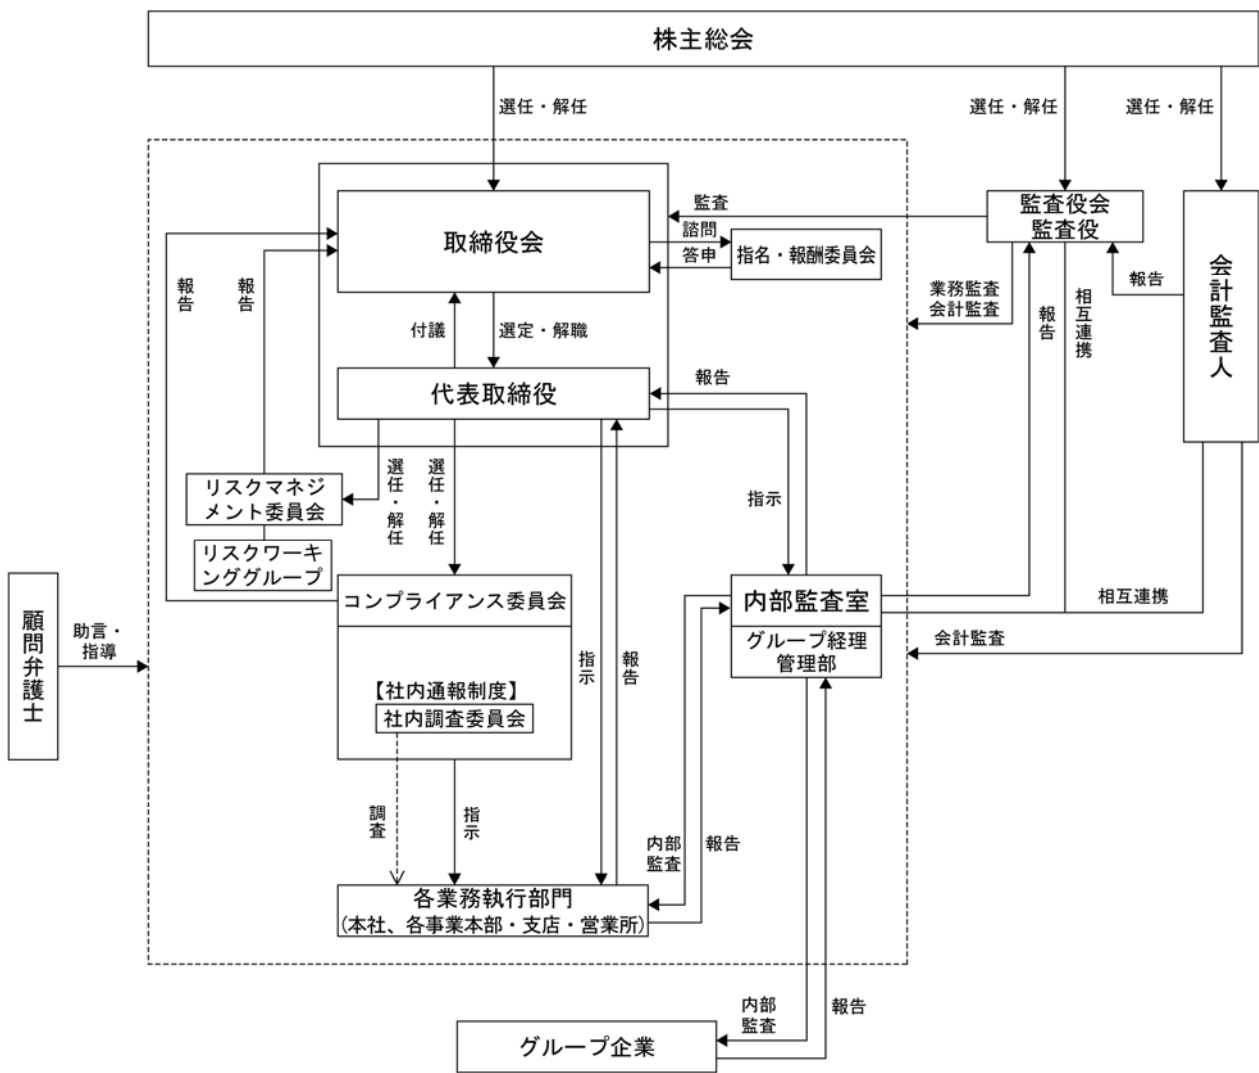 株主総会
選任・解任
選任・解任
選任・解任
取締役会
監査
諮問
答申
指名・報酬委員会
監査役会
監査役
会計監査人
報告
報告
報告
業務監査
会計監査
報告
相互連携
付議
選定・解職
代表取締役
報告
選任・解任
選任・解任
指示
リスクマネジ
メント委員会
リスクワーキ
ンググループ
コンプライアンス委員会
内部監査室
グループ経理
管理部
相互連携
会計監査
顧問弁護士
助言・
指導
指示
報告
【社内通報制度】
社内調査委員会
調査
指示
内部
監査
報告
各業務執行部門
(本社、各事業本部・支店・営業所)
内部
監査
報告
グループ企業